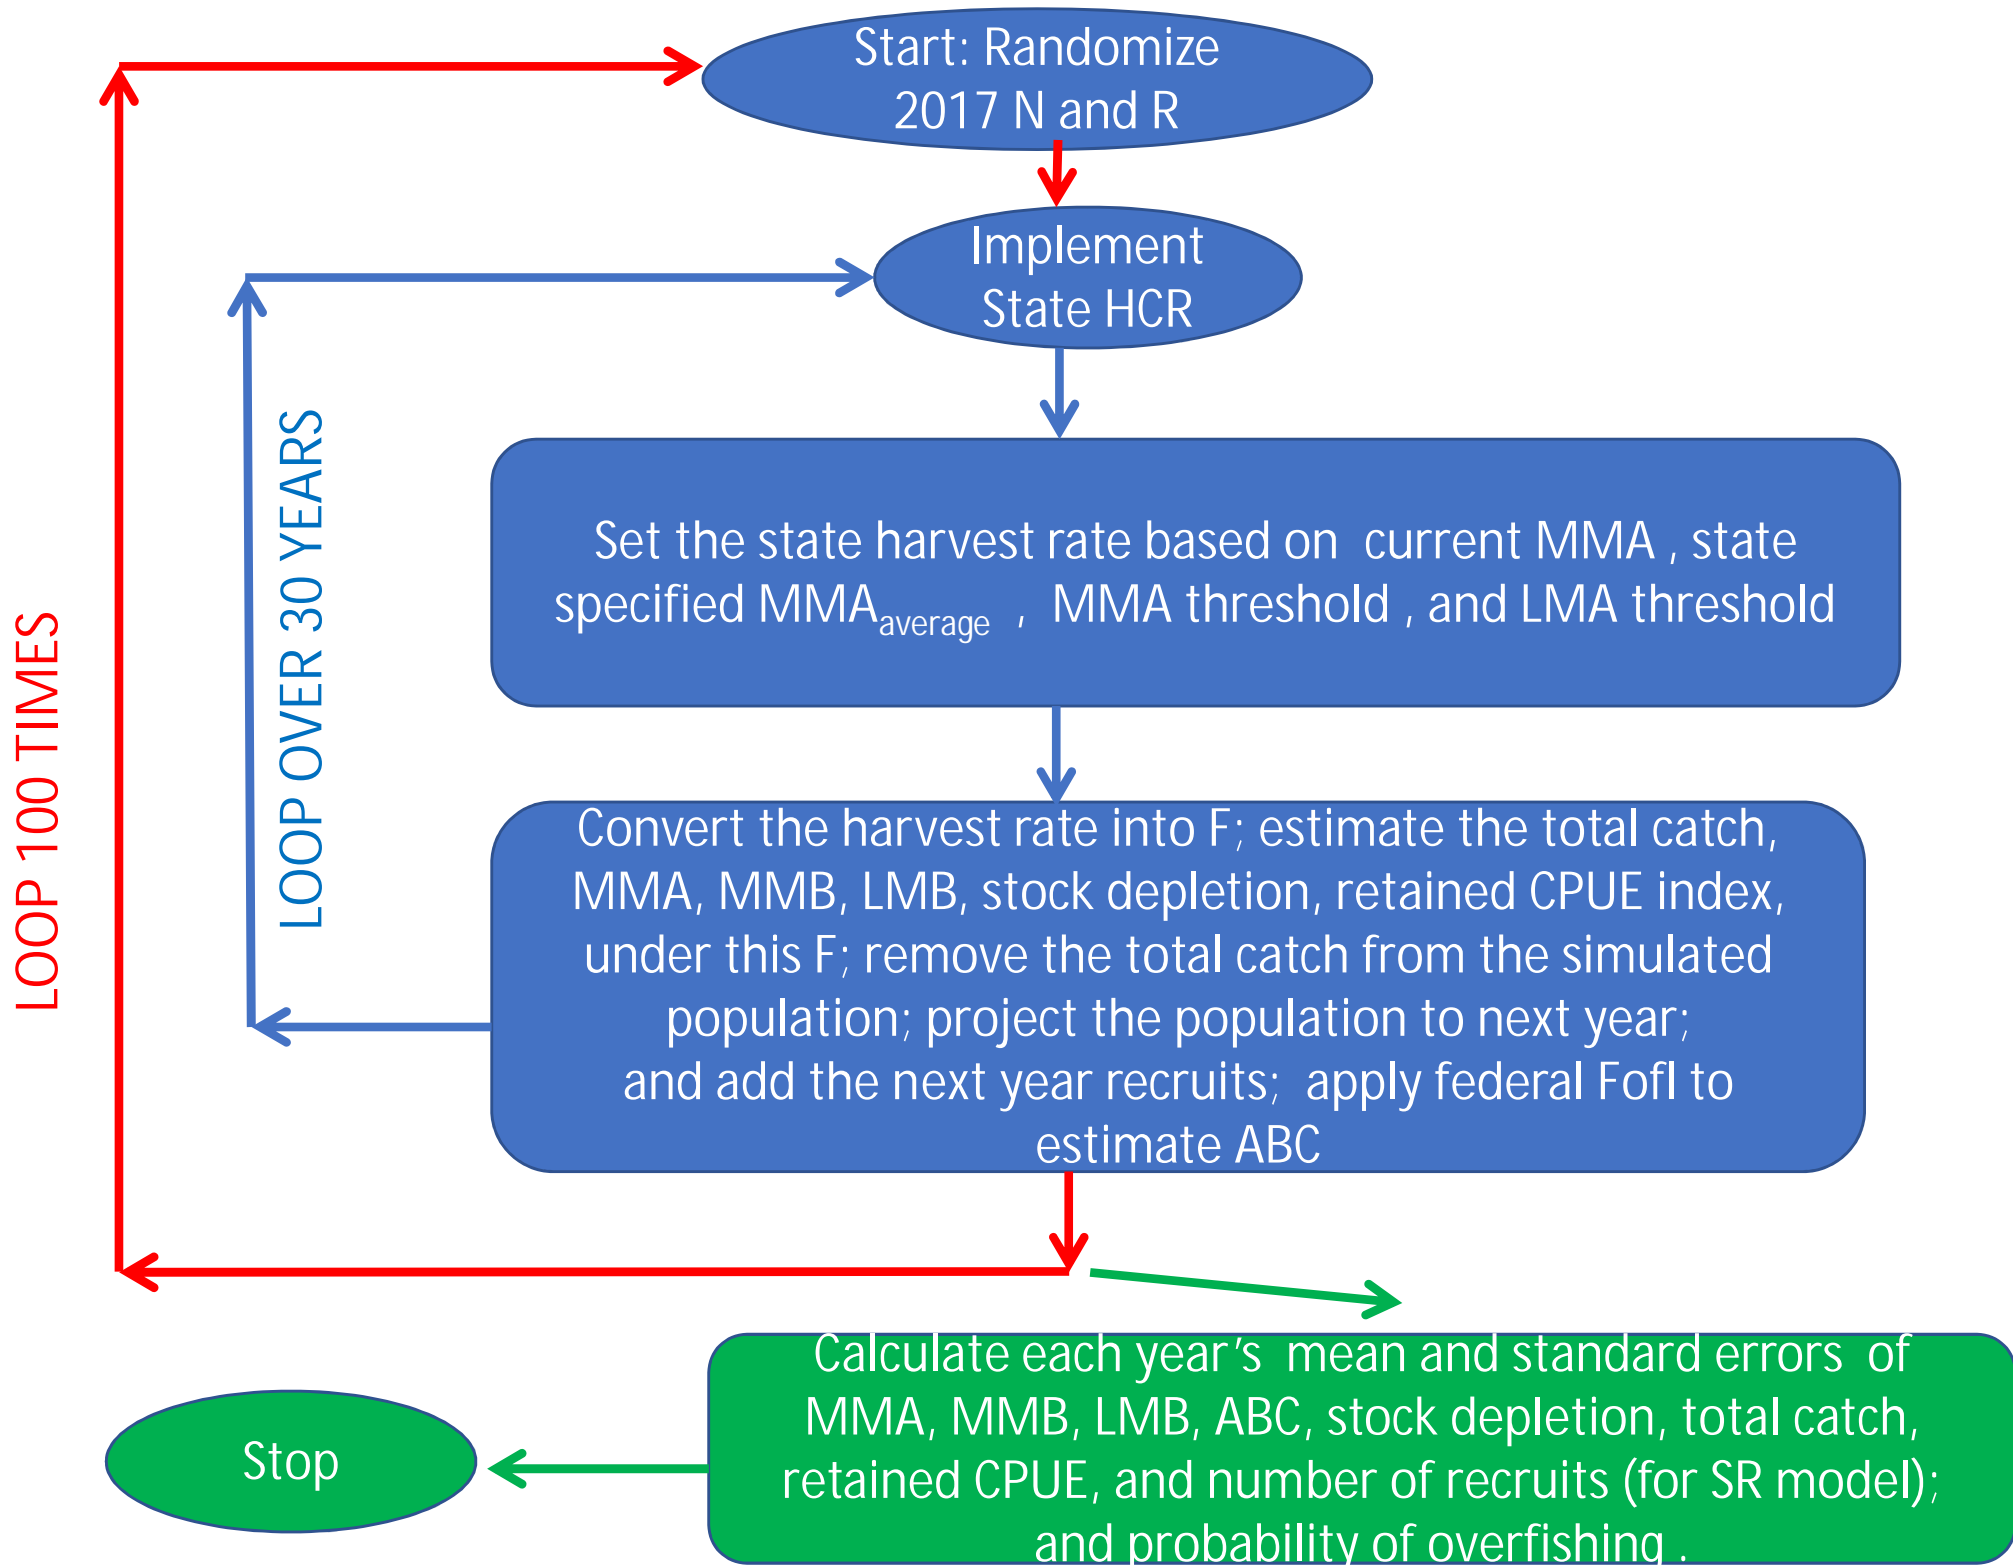 Start: Randomize
2017 N and R
Implement
State HCR
LOOP 100 TIMES
LOOP OVER 30 YEARS
Set the state harvest rate based on current MMA , state
specified MMAaverage , MMA threshold , and LMA threshold
Convert the harvest rate into F; estimate the total catch,
MMA, MMB, LMB, stock depletion, retained CPUE index,
under this F; remove the total catch from the simulated
population; project the population to next year;
and add the next year recruits; apply federal Fofl to
estimate ABC
Calculate each year's mean and standard errors of
MMA, MMB, LMB, ABC, stock depletion, total catch,
retained CPUE, and number of recruits (for SR model);
and probability of overfishing .
Stop